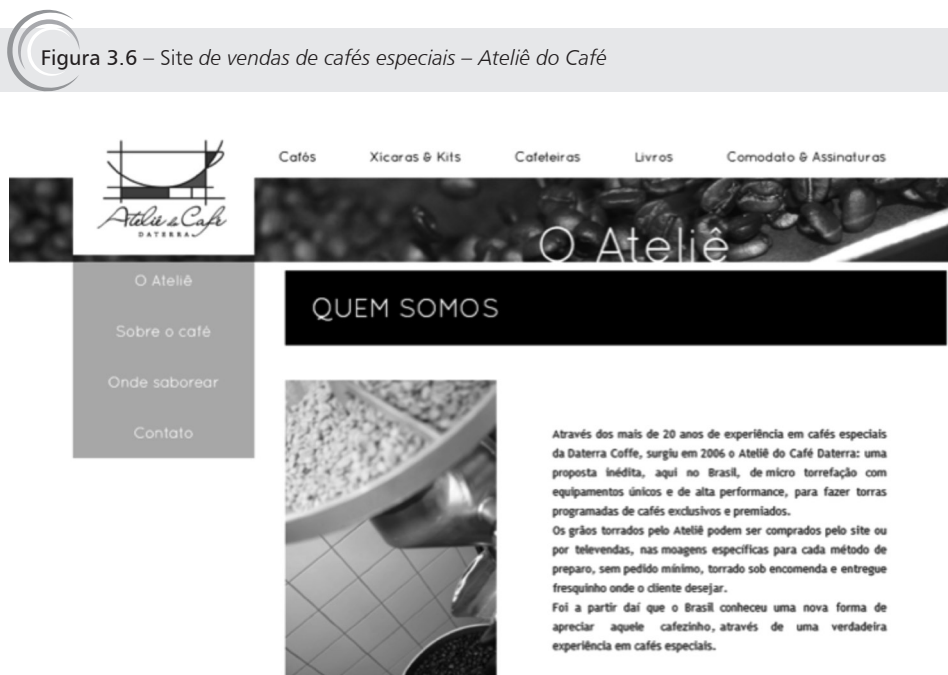 Figura 3.6 – Site de vendas de cafés especiais – Ateliê do Café
Cafés Xícaras & Kits Cafeteiras Livros Comodato & Assinaturas
Ateliê do Café
DATERRA
O Ateliê
O Ateliê
Sobre o café
Onde saborear
Contato
QUEM SOMOS
Através dos mais de 20 anos de experiência em cafés especiais
da Daterra Coffe, surgiu em 2006 o Ateliê do Café Daterra: uma
proposta inédita, aqui no Brasil, de micro torrefação com
equipamentos únicos e de alta performance, para fazer torras
programadas de cafés exclusivos e premiados.
Os grãos torrados pelo Ateliê podem ser comprados pelo site ou
por televendas, nas moagens específicas para cada método de
preparo, sem pedido mínimo, torrado sob encomenda e entregue
fresquinho onde o cliente desejar.
Foi a partir daí que o Brasil conheceu uma nova forma de
apreciar aquele cafezinho, através de uma verdadeira
experiência em cafés especiais.